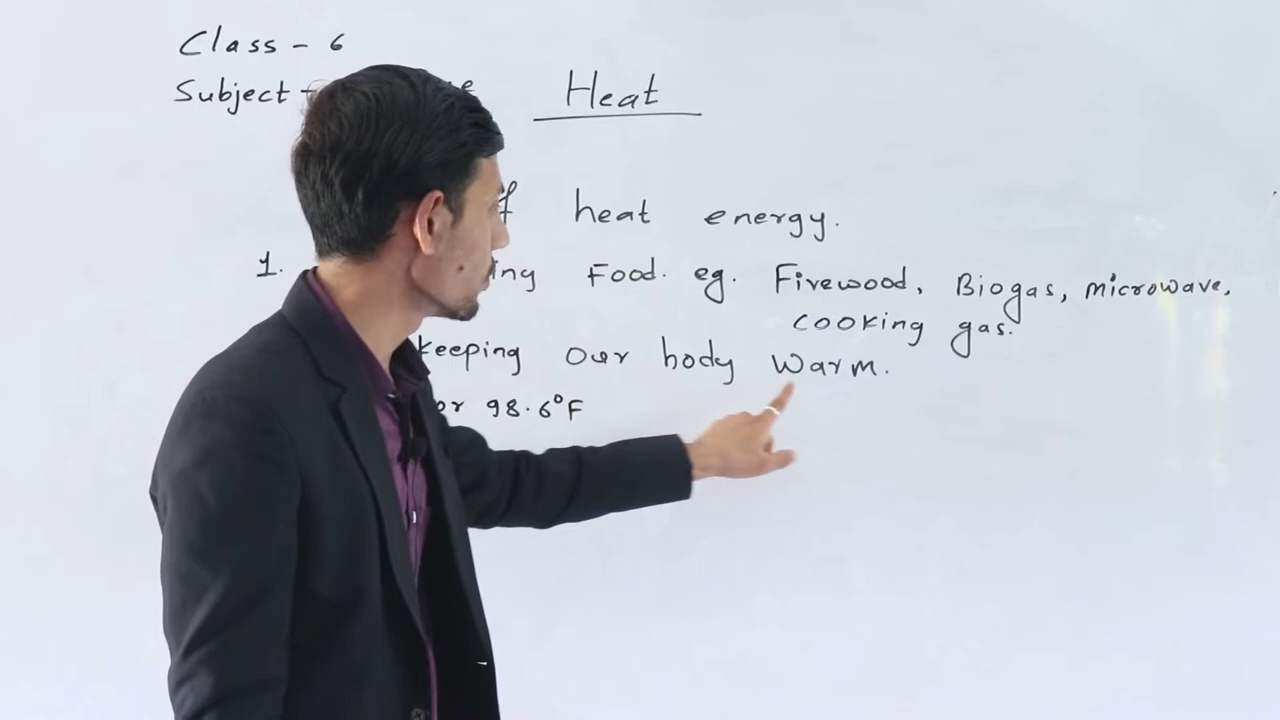 Class - 6
Subject -
Heat
heat energy.
1. Food. eg. Firewood, Biogas, microwave,
cooking gas.
keeping our body warm.
or 98.6°F